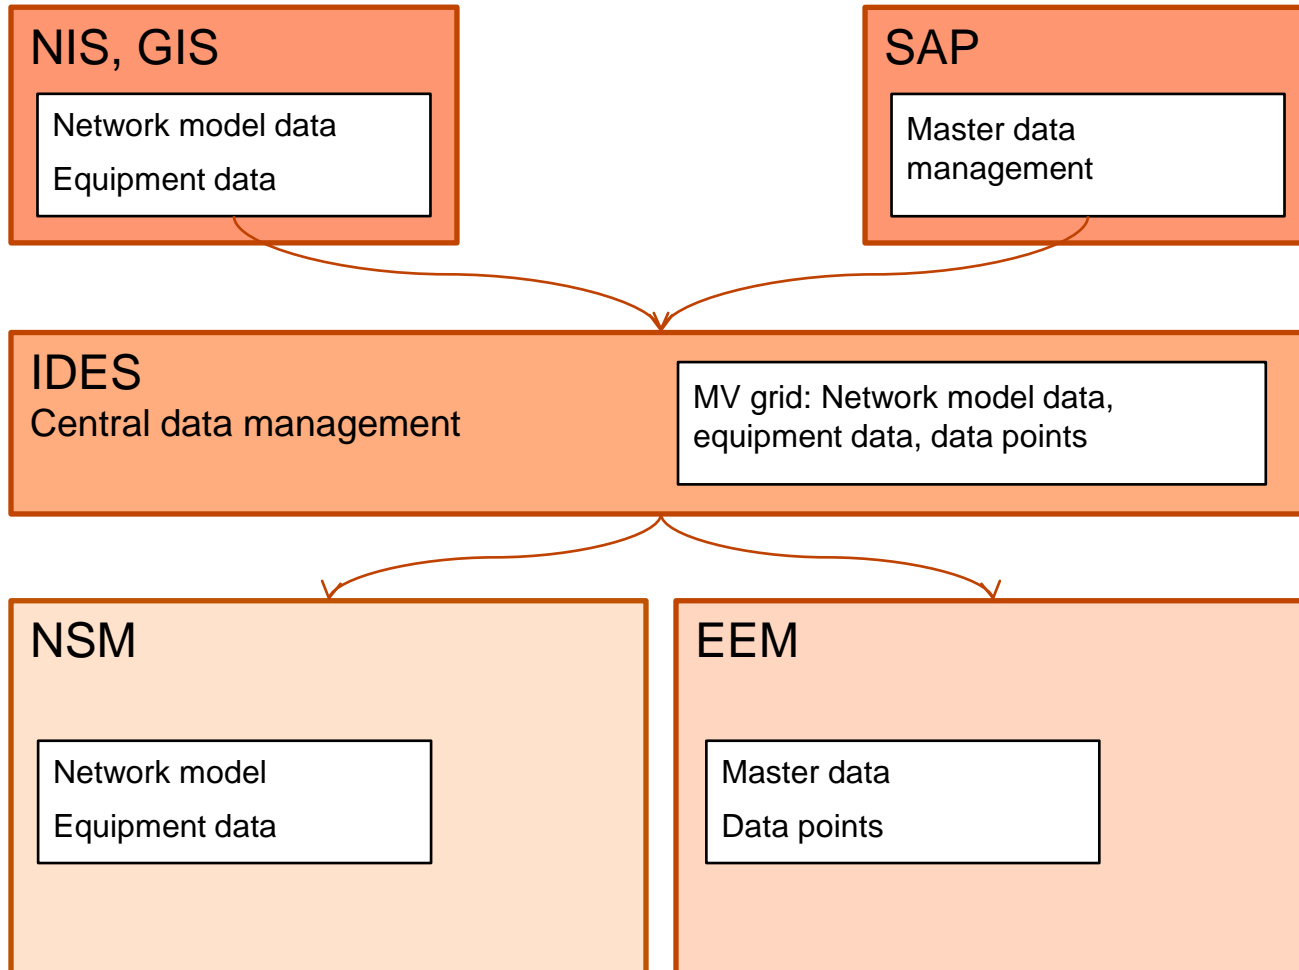 NIS, GIS
Network model data
Equipment data
SAP
Master data
management
IDES
Central data management
MV grid: Network model data,
equipment data, data points
NSM
Network model
Equipment data
EEM
Master data
Data points